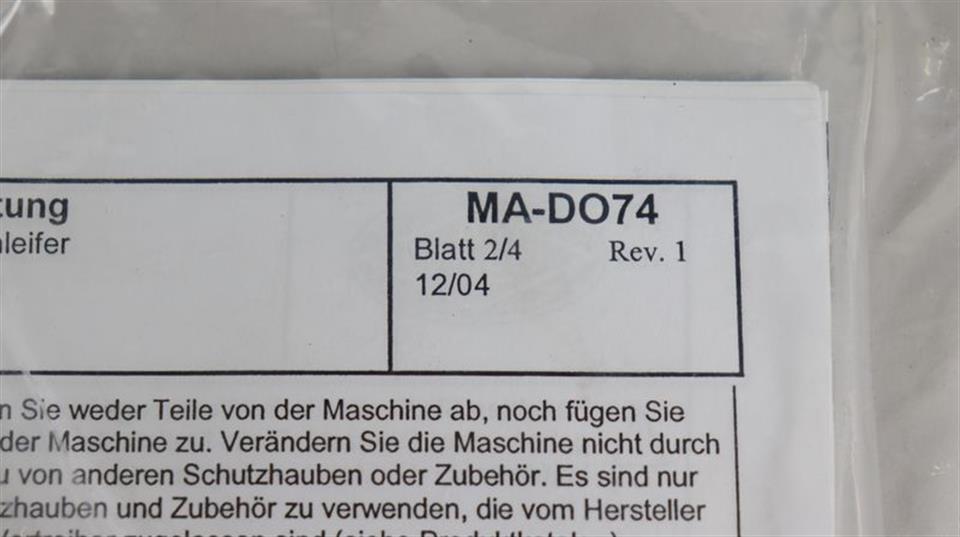 tung
MA-DO74
leifer
Blatt 2/4 Rev. 1
12/04
n Sie weder Teile von der Maschine ab, noch fügen Sie
der Maschine zu. Verändern Sie die Maschine nicht durch
u von anderen Schutzhauben oder Zubehör. Es sind nur
zhauben und Zubehör zu verwenden, die vom Hersteller